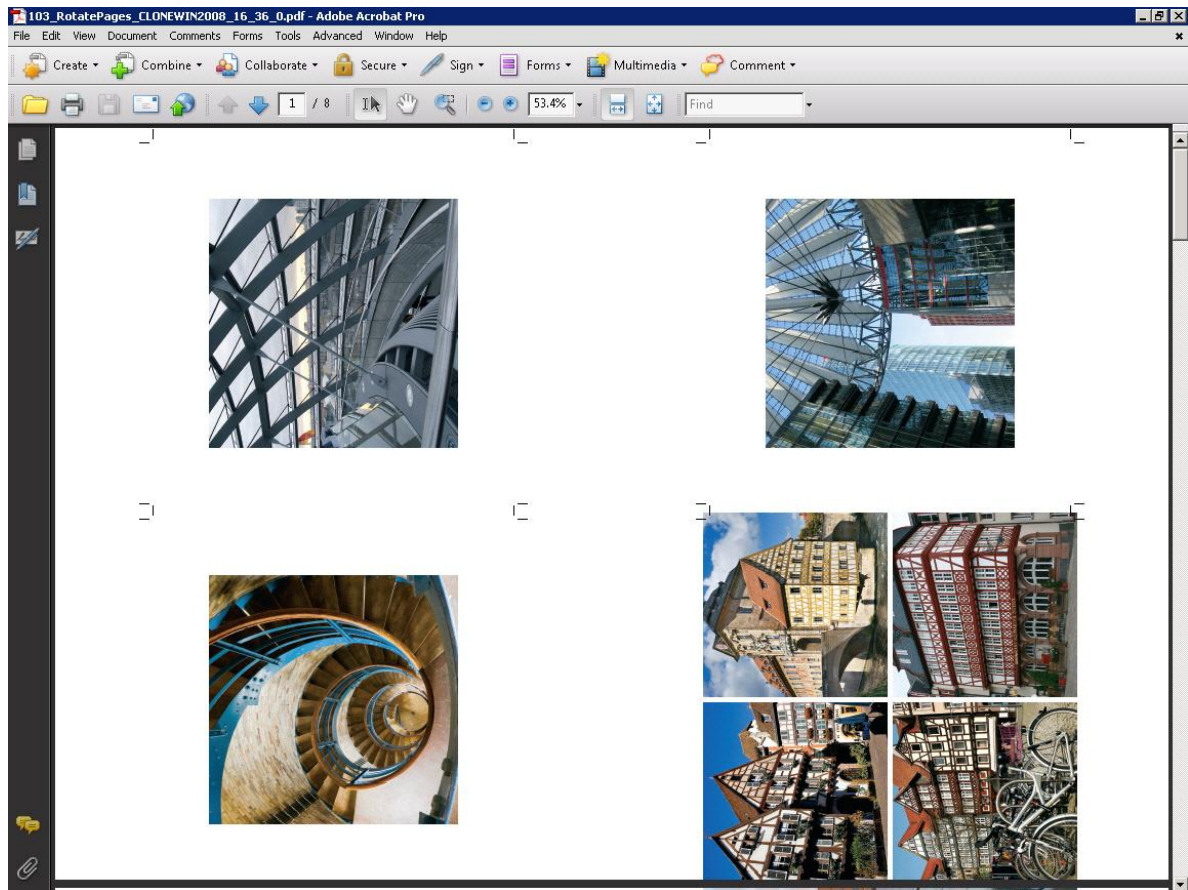 103_RotatePages_CLONEWIN2008_16_36_0.pdf - Adobe Acrobat Pro
File Edit View Document Comments Forms Tools Advanced Window Help
Create Combine Collaborate Secure Sign Forms Multimedia Comment
1 / 8 53.4% Find